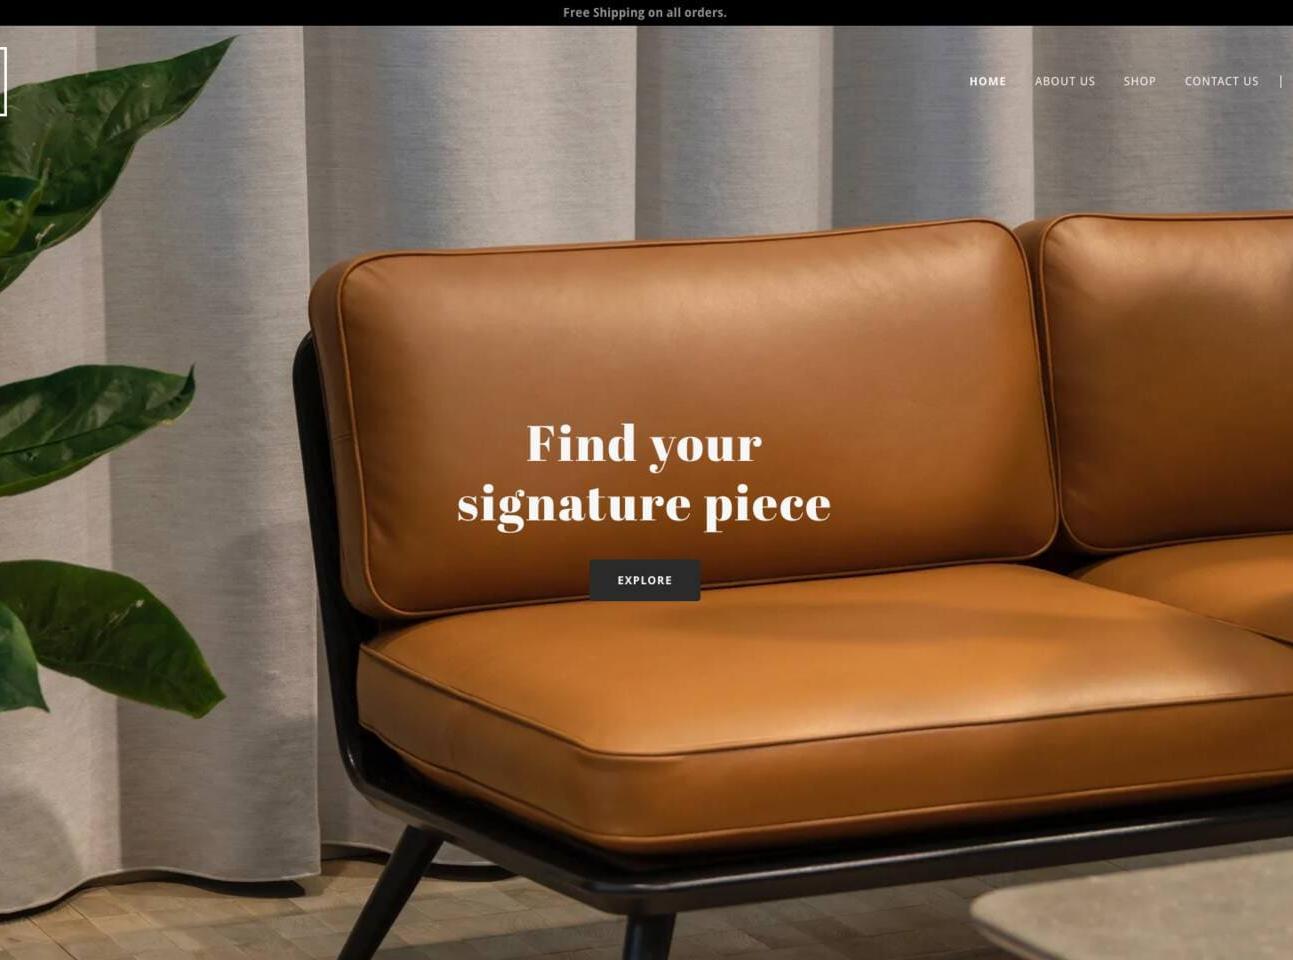 Free Shipping on all orders.
HOME ABOUT US SHOP CONTACT US |
Find your
signature piece
EXPLORE